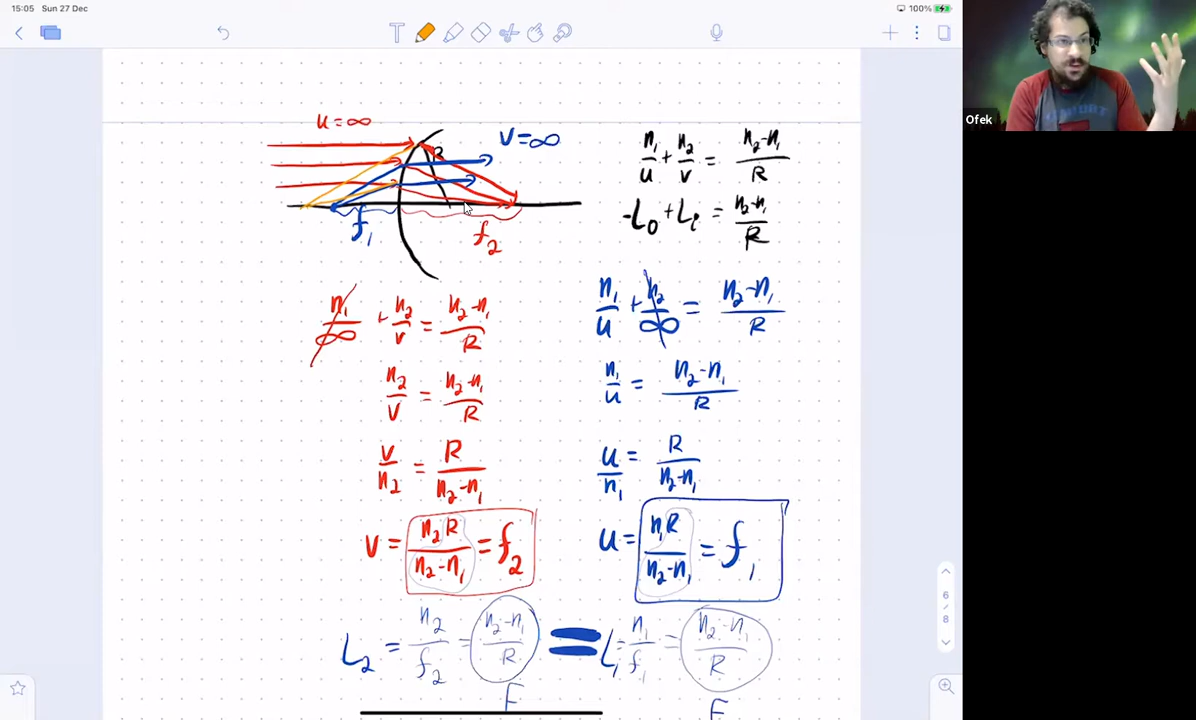 15:05 Sun 27 Dec
100%
T
Ofek
u = ∞
V = ∞
R
f₁
f₂
n₁/u + n₂/v = (n₂-n₁)/R
-L₀ + Lᵢ = (n₂-n₁)/R
n₁/∞ + n₂/v = (n₂-n₁)/R
n₂/v = (n₂-n₁)/R
v/n₂ = R/(n₂-n₁)
v = n₂R/(n₂-n₁) = f₂
n₁/u + n₂/∞ = (n₂-n₁)/R
n₁/u = (n₂-n₁)/R
u/n₁ = R/(n₂-n₁)
u = n₁R/(n₂-n₁) = f₁
L₂ = n₂/f₂ = (n₂-n₁)/R = L₁ = n₁/f₁ = (n₂-n₁)/R
F
F
6 / 8